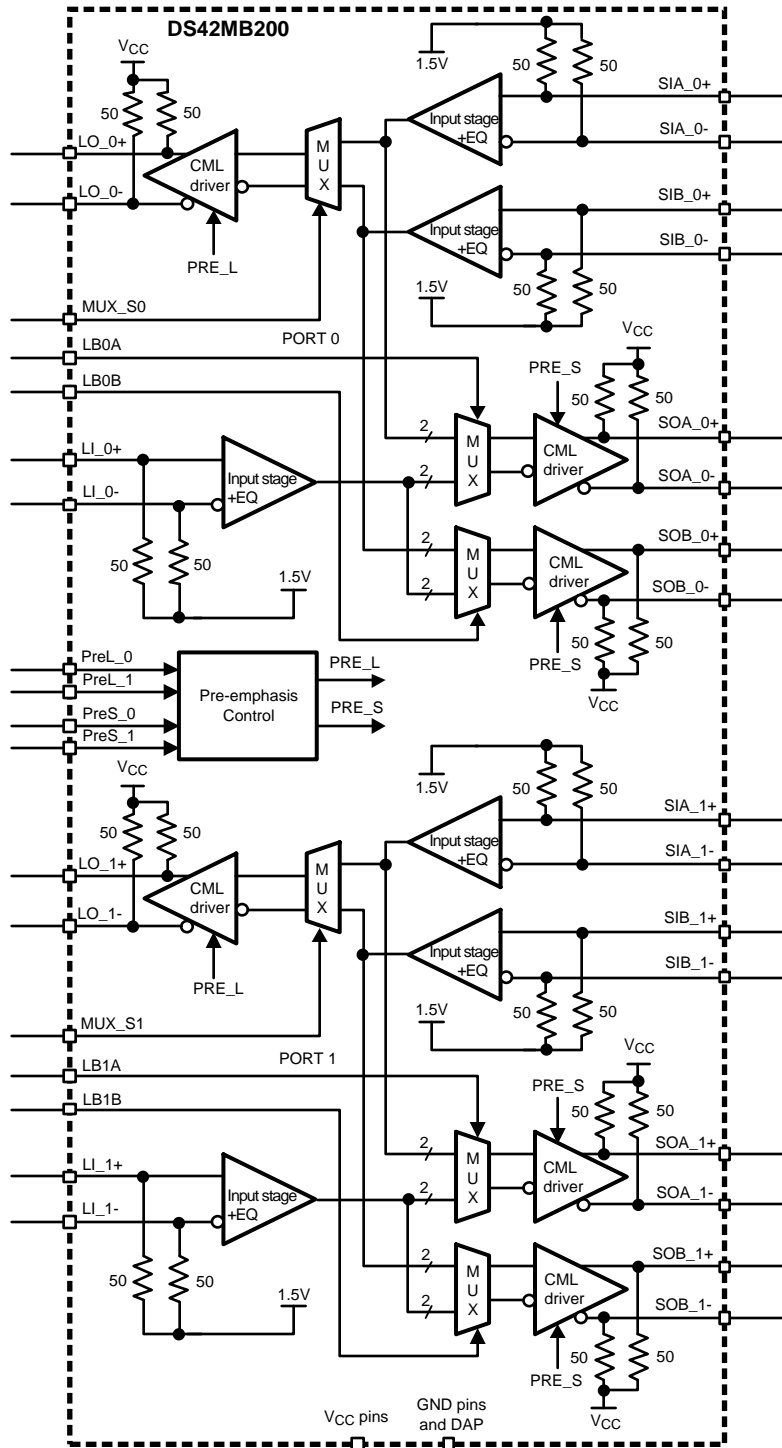 DS42MB200
VCC
50
50
LO_0+
LO_0-
CML
driver
PRE_L
M
U
X
1.5V
50
50
Input stage
+EQ
SIA_0+
SIA_0-
Input stage
+EQ
SIB_0+
SIB_0-
50
50
1.5V
MUX_S0
PORT 0
LB0A
LB0B
VCC
PRE_S
50
50
2
2
M
U
X
CML
driver
SOA_0+
SOA_0-
LI_0+
LI_0-
Input stage
+EQ
50
50
1.5V
2
2
M
U
X
CML
driver
SOB_0+
SOB_0-
50
50
PRE_S
VCC
PreL_0
PreL_1
PreS_0
PreS_1
Pre-emphasis
Control
PRE_L
PRE_S
VCC
50
50
LO_1+
LO_1-
CML
driver
PRE_L
M
U
X
1.5V
50
50
Input stage
+EQ
SIA_1+
SIA_1-
Input stage
+EQ
SIB_1+
SIB_1-
50
50
1.5V
MUX_S1
PORT 1
LB1A
LB1B
VCC
PRE_S
50
50
2
2
M
U
X
CML
driver
SOA_1+
SOA_1-
LI_1+
LI_1-
Input stage
+EQ
50
50
1.5V
2
2
M
U
X
CML
driver
SOB_1+
SOB_1-
50
50
PRE_S
VCC
VCC pins
GND pins
and DAP